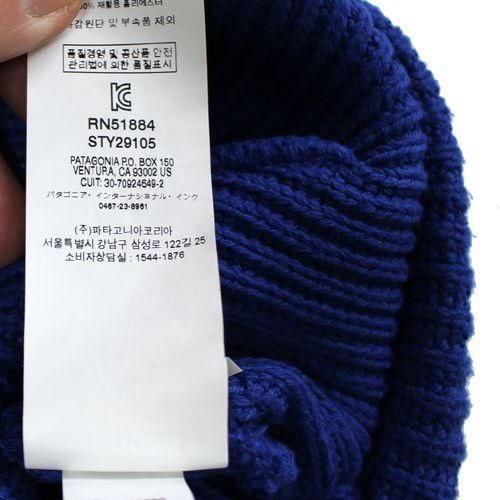 % 재활용 폴리에스터
감원단 및 부속품 제외
품질경영 및 공산품 안전
관리법에 의한 품질표시
RN51884
STY29105
PATAGONIA P.O. BOX 150
VENTURA, CA 93002 US
CUIT: 30-70924649-2
パタゴニア・インターナショナル・インク
0467-23-8961
(주)파타고니아코리아
서울특별시 강남구 삼성로 122길 25
소비자상담실 : 1544-1876